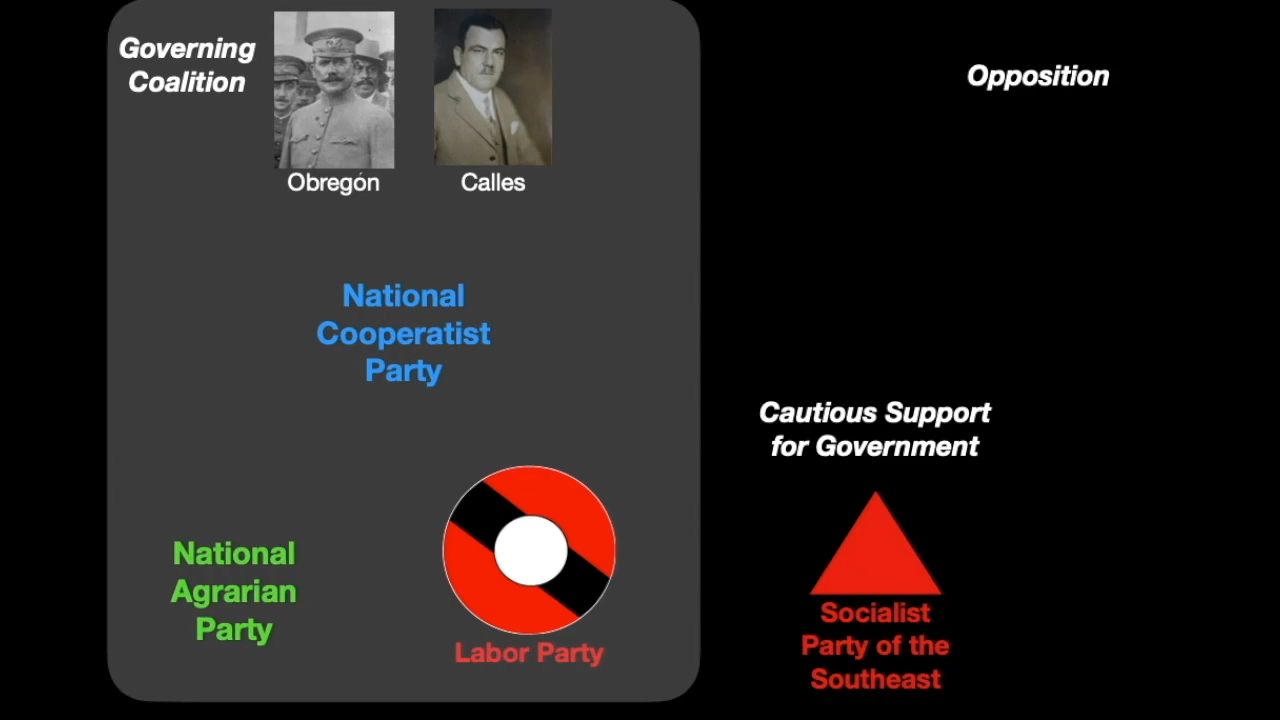 Governing
Coalition
Obregón
Calles
Opposition
National
Cooperatist
Party
Cautious Support
for Government
National
Agrarian
Party
Labor Party
Socialist
Party of the
Southeast